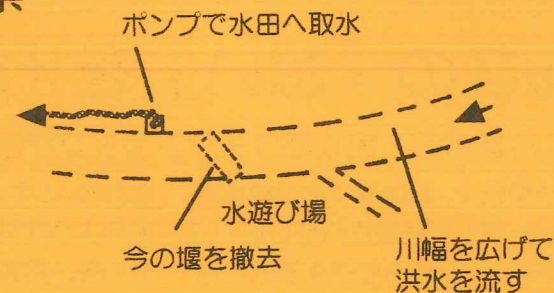 ポンプで水田へ取水
水遊び場
今の堰を撤去
川幅を広げて
洪水を流す